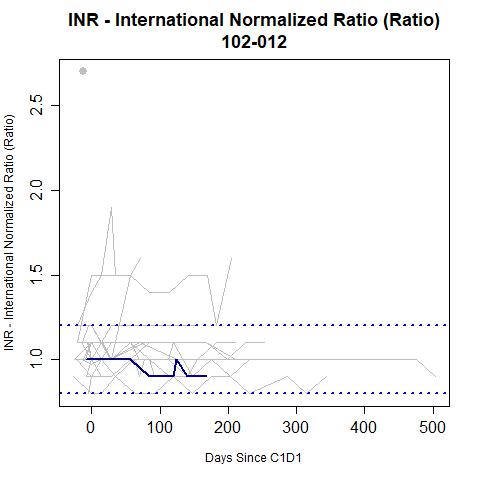 INR - International Normalized Ratio (Ratio)
102-012
INR - International Normalized Ratio (Ratio)
2.5
2.0
1.5
1.0
0 100 200 300 400 500
Days Since C1D1